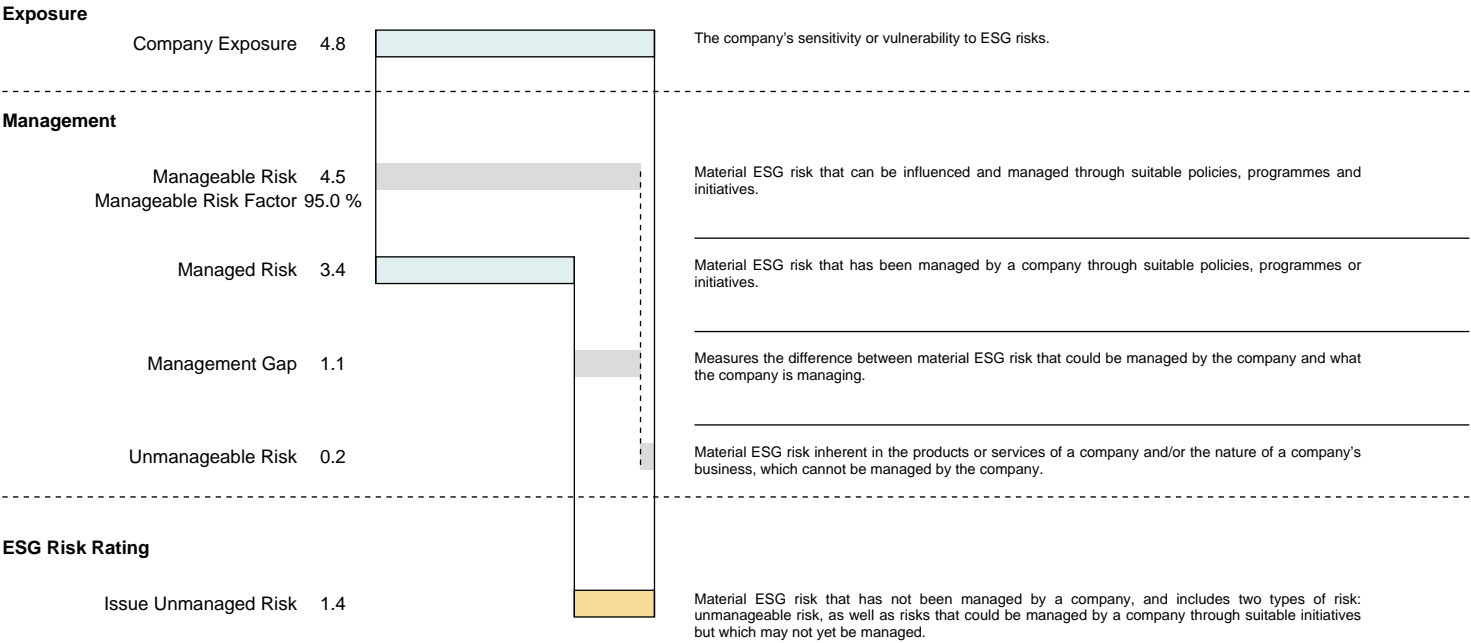 Exposure
Company Exposure 4.8
The company’s sensitivity or vulnerability to ESG risks.
Management
Manageable Risk 4.5
Manageable Risk Factor 95.0 %
Material ESG risk that can be influenced and managed through suitable policies, programmes and
initiatives.
Managed Risk 3.4
Material ESG risk that has been managed by a company through suitable policies, programmes or
initiatives.
Management Gap 1.1
Measures the difference between material ESG risk that could be managed by the company and what
the company is managing.
Unmanageable Risk 0.2
Material ESG risk inherent in the products or services of a company and/or the nature of a company’s
business, which cannot be managed by the company.
ESG Risk Rating
Issue Unmanaged Risk 1.4
Material ESG risk that has not been managed by a company, and includes two types of risk:
unmanageable risk, as well as risks that could be managed by a company through suitable initiatives
but which may not yet be managed.